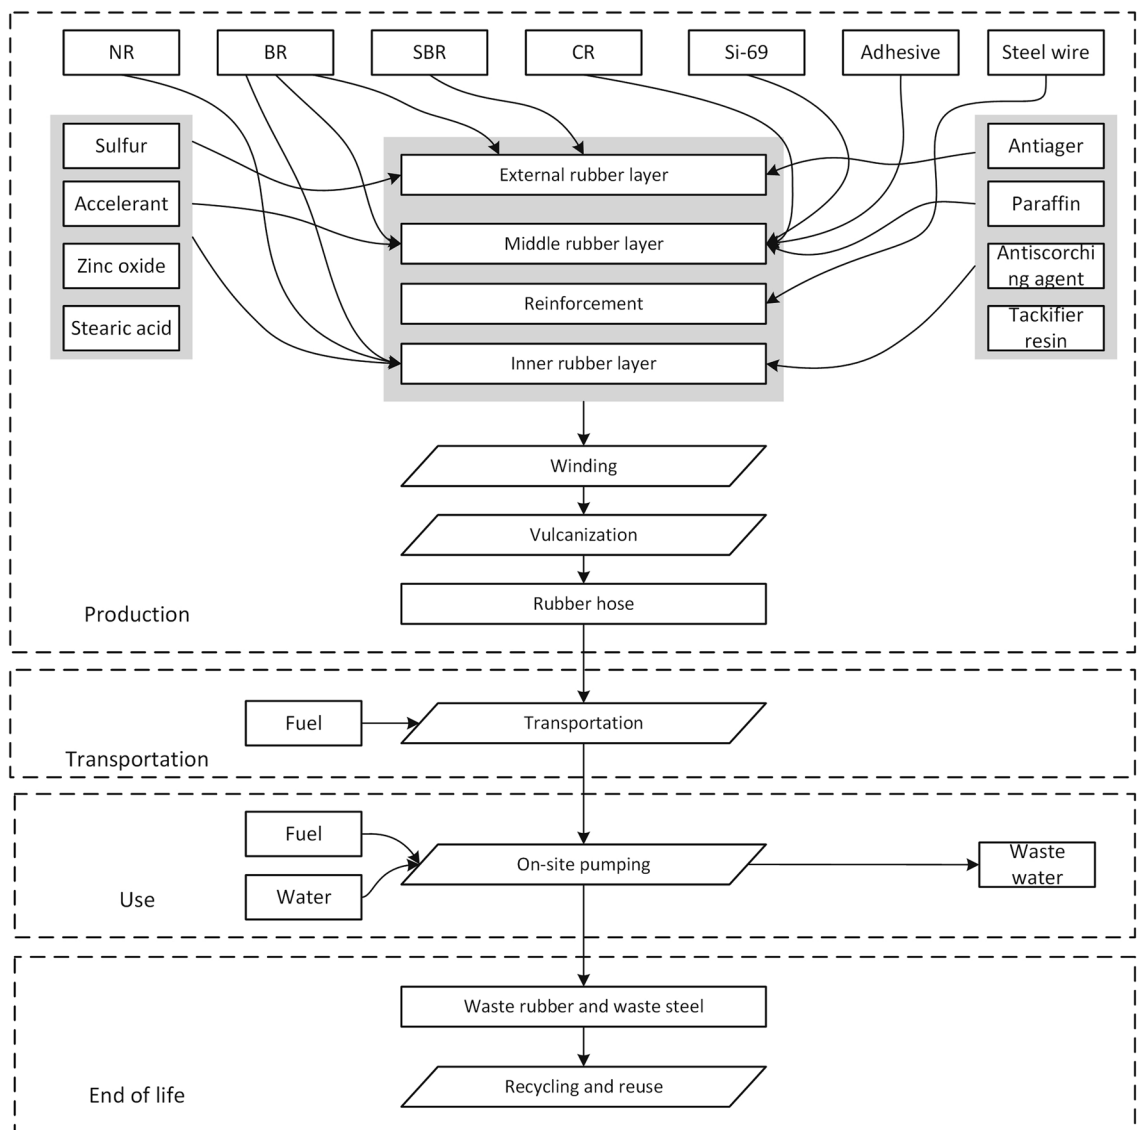 NR
BR
SBR
CR
Si-69
Adhesive
Steel wire
Sulfur
Accelerant
Zinc oxide
Stearic acid
External rubber layer
Middle rubber layer
Reinforcement
Inner rubber layer
Antiager
Paraffin
Antiscorchi
ng agent
Tackifier
resin
Winding
Vulcanization
Rubber hose
Production
Fuel
Transportation
Transportation
Fuel
Water
On-site pumping
Waste
water
Use
Waste rubber and waste steel
Recycling and reuse
End of life